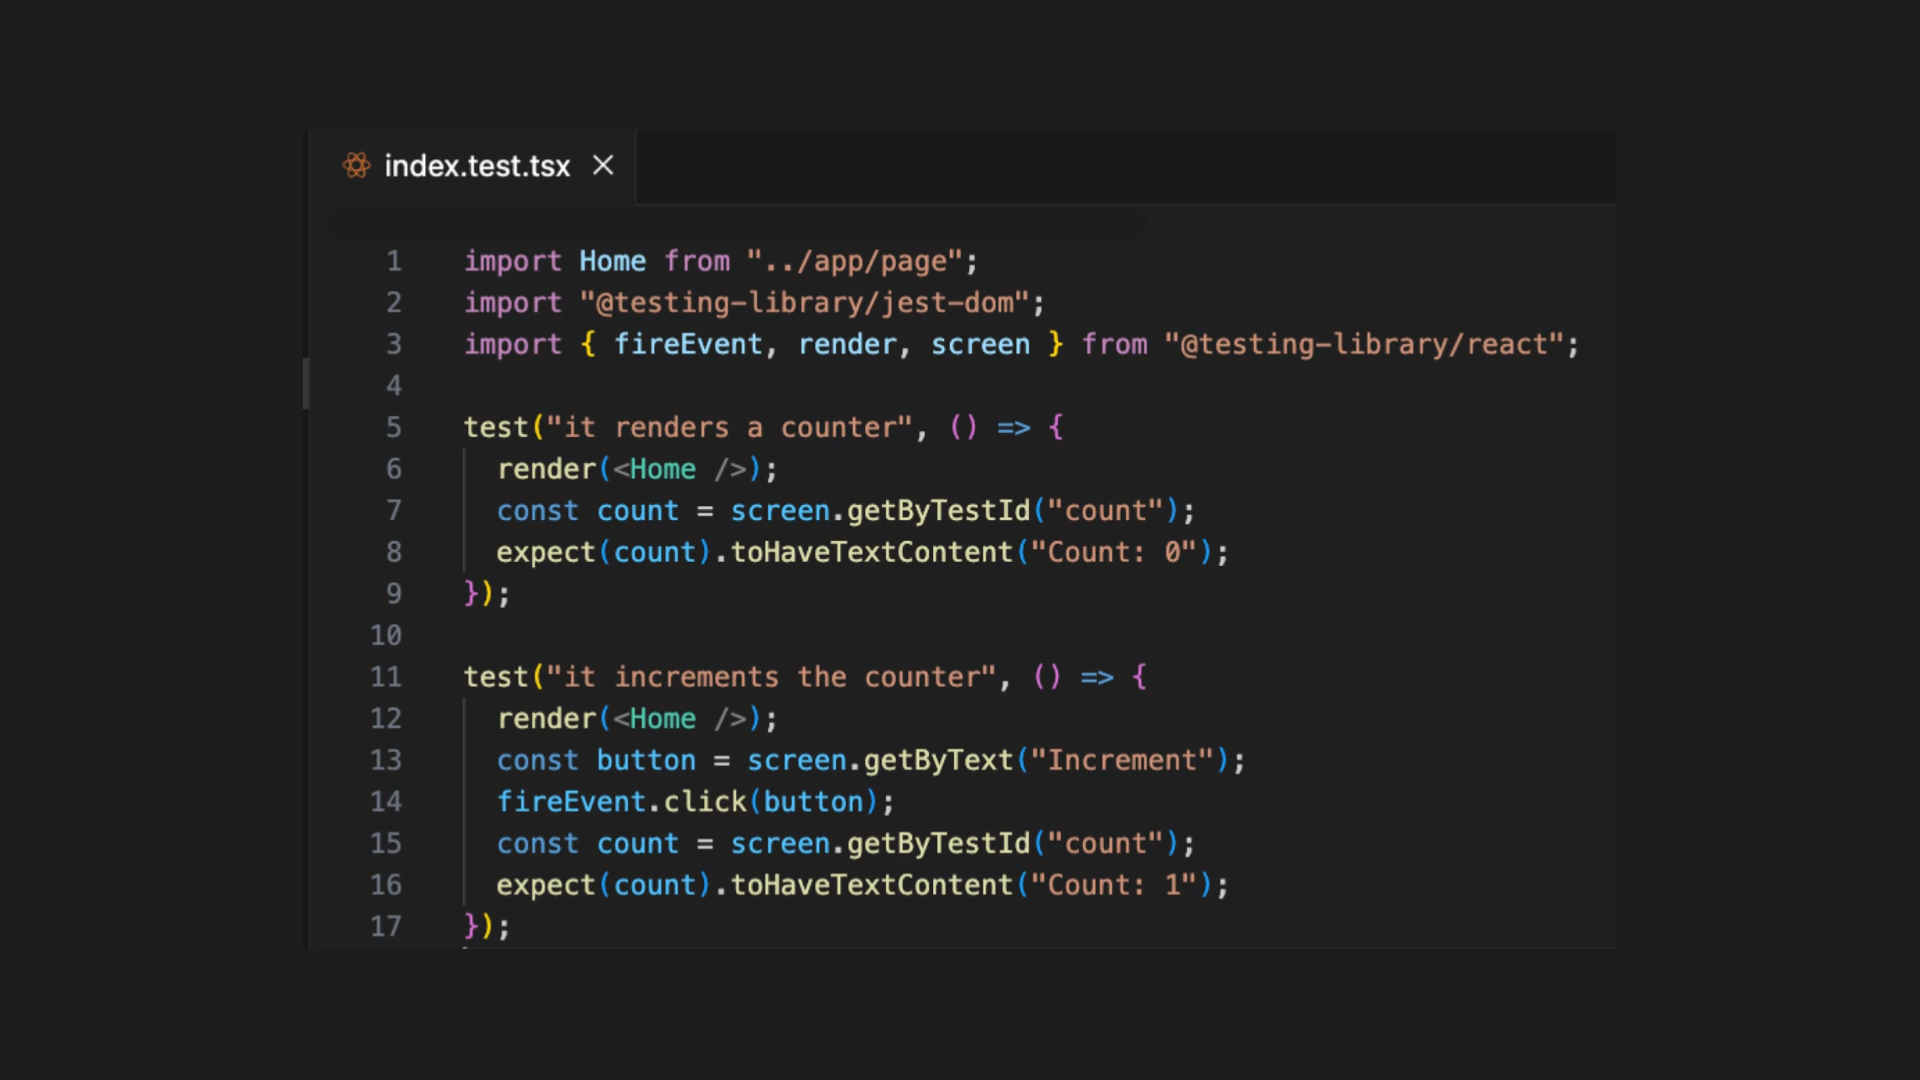 index.test.tsx
1 import Home from "../app/page";
2 import "@testing-library/jest-dom";
3 import { fireEvent, render, screen } from "@testing-library/react";
4
5 test("it renders a counter", () => {
6   render(<Home />);
7   const count = screen.getByTestId("count");
8   expect(count).toHaveTextContent("Count: 0");
9 });
10
11 test("it increments the counter", () => {
12   render(<Home />);
13   const button = screen.getByText("Increment");
14   fireEvent.click(button);
15   const count = screen.getByTestId("count");
16   expect(count).toHaveTextContent("Count: 1");
17 });